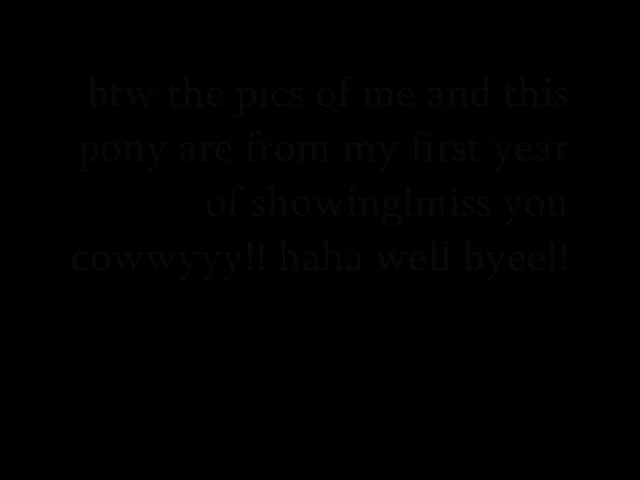 btw the pics of me and this
pony are from my first year
of showing!miss you
cowwyyy!! haha well byee!!